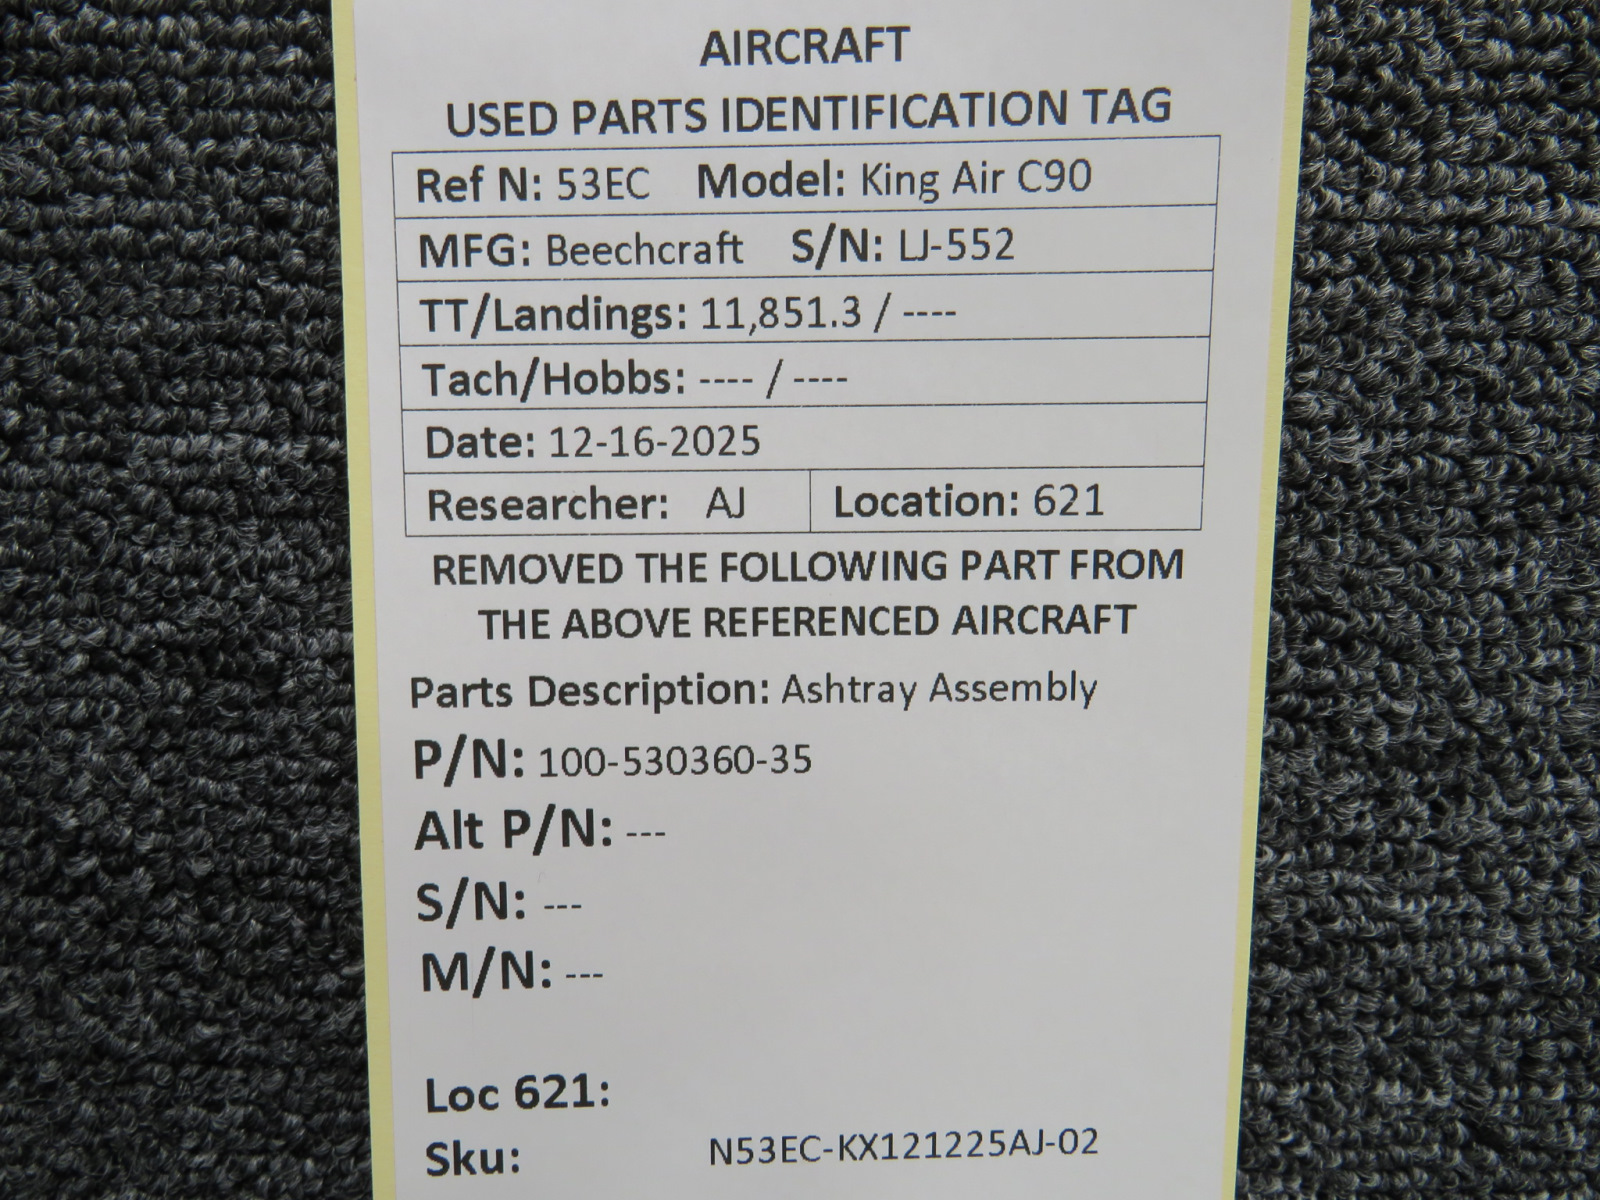 AIRCRAFT
USED PARTS IDENTIFICATION TAG
Ref N: 53EC Model: King Air C90
MFG: Beechcraft S/N: LJ-552
TT/Landings: 11,851.3 / ----
Tach/Hobbs: ---- / ----
Date: 12-16-2025
Researcher: AJ Location: 621
REMOVED THE FOLLOWING PART FROM
THE ABOVE REFERENCED AIRCRAFT
Parts Description: Ashtray Assembly
P/N: 100-530360-35
Alt P/N: ---
S/N: ---
M/N: ---
Loc 621:
Sku: N53EC-KX121225AJ-02